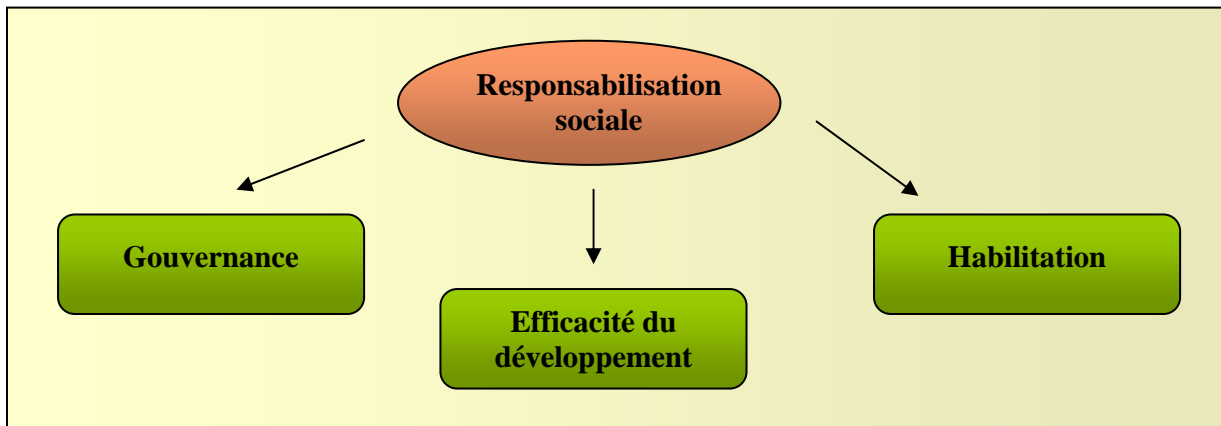 Responsabilisation
sociale
Gouvernance
Habilitation
Efficacité du
développement